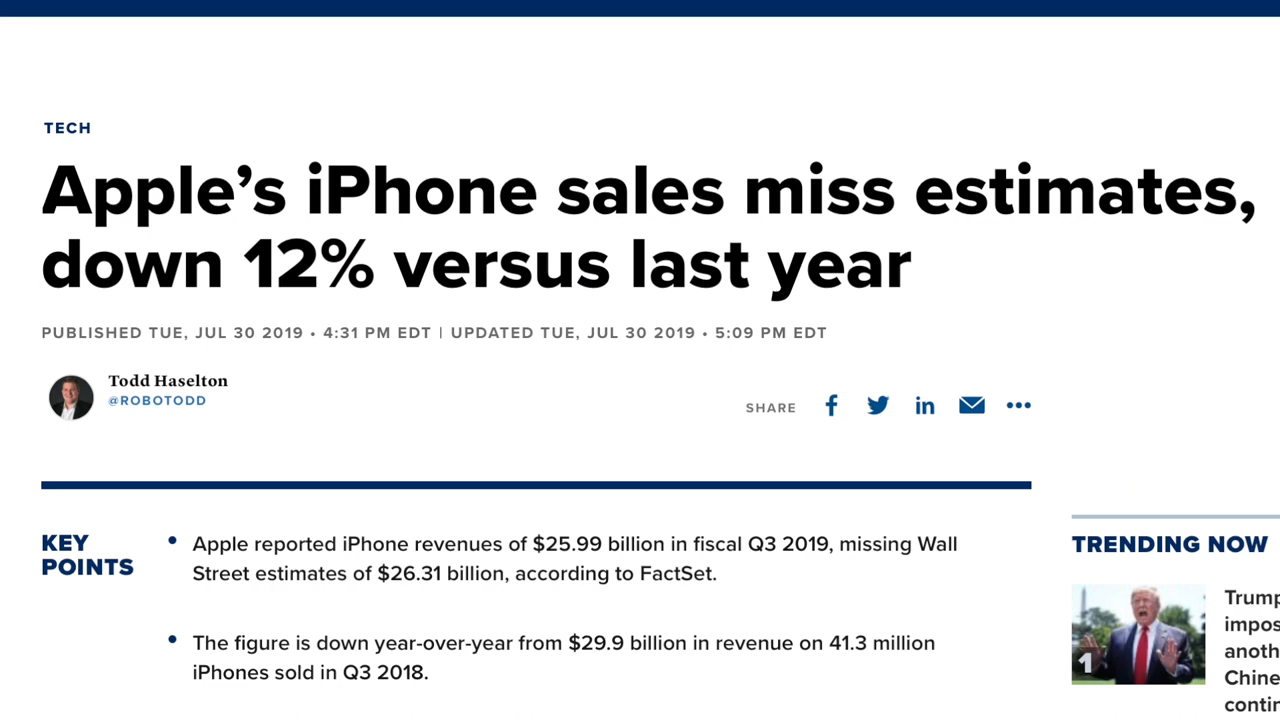 TECH
Apple’s iPhone sales miss estimates,
down 12% versus last year
PUBLISHED TUE, JUL 30 2019 • 4:31 PM EDT | UPDATED TUE, JUL 30 2019 • 5:09 PM EDT
Todd Haselton
@ROBOTODD
SHARE
KEY
POINTS
• Apple reported iPhone revenues of $25.99 billion in fiscal Q3 2019, missing Wall
Street estimates of $26.31 billion, according to FactSet.
• The figure is down year-over-year from $29.9 billion in revenue on 41.3 million
iPhones sold in Q3 2018.
TRENDING NOW
1
Trump
impos
anoth
Chine
contin